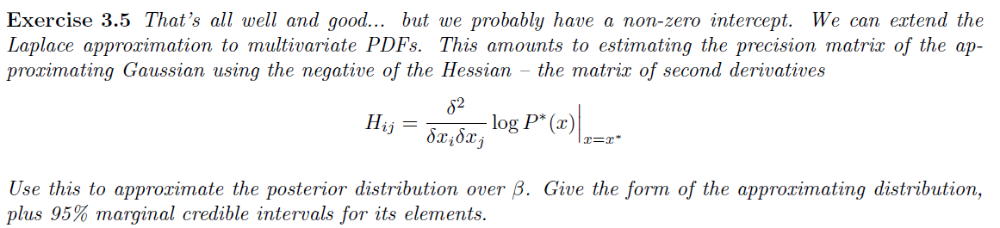 Exercise 3.5 That's all well and good... but we probably have a non-zero intercept. We can extend the
Laplace approximation to multivariate PDFs. This amounts to estimating the precision matrix of the ap-
proximating Gaussian using the negative of the Hessian – the matrix of second derivatives
H_{ij} = \frac{\delta^2}{\delta x_i \delta x_j} \log P^*(x) \Big|_{x=x^*}
Use this to approximate the posterior distribution over β. Give the form of the approximating distribution,
plus 95% marginal credible intervals for its elements.